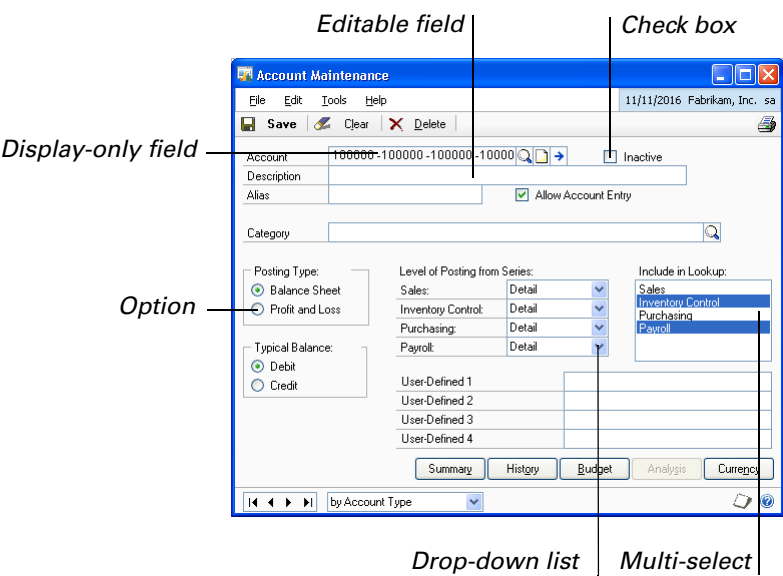 Editable field
Check box
Account Maintenance
File Edit Tools Help
11/11/2016 Fabrikam, Inc. sa
Save Clear Delete
Display-only field
Account 100000 -100000 -100000 -10000 Inactive
Description
Alias Allow Account Entry
Category
Posting Type: Level of Posting from Series: Include in Lookup:
Balance Sheet Sales: Detail Sales
Option Profit and Loss Inventory Control: Detail Inventory Control
Purchasing: Detail Purchasing
Typical Balance: Payroll: Detail Payroll
Debit
Credit User-Defined 1
User-Defined 2
User-Defined 3
User-Defined 4
Summary History Budget Analysis Currency
by Account Type
Drop-down list Multi-select